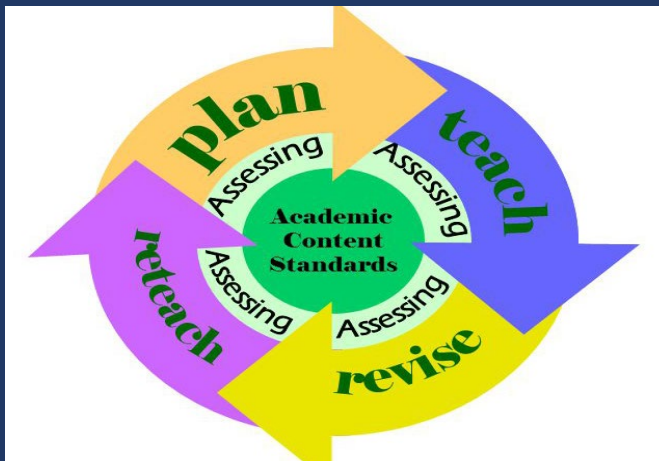 plan
teach
revise
reteach
Assessing
Assessing
Assessing
Assessing
Academic
Content
Standards